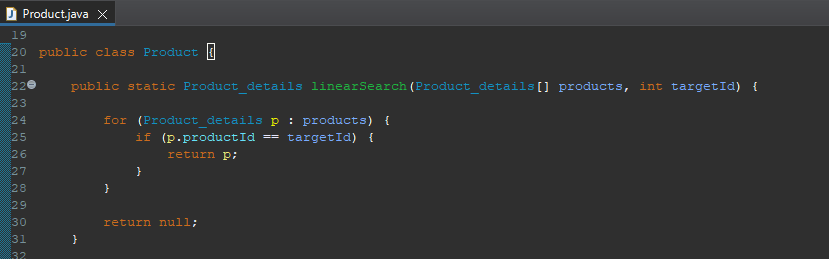 Product.java
19
20 public class Product {
21
22     public static Product_details linearSearch(Product_details[] products, int targetId) {
23
24         for (Product_details p : products) {
25             if (p.productId == targetId) {
26                 return p;
27             }
28         }
29
30         return null;
31     }
32